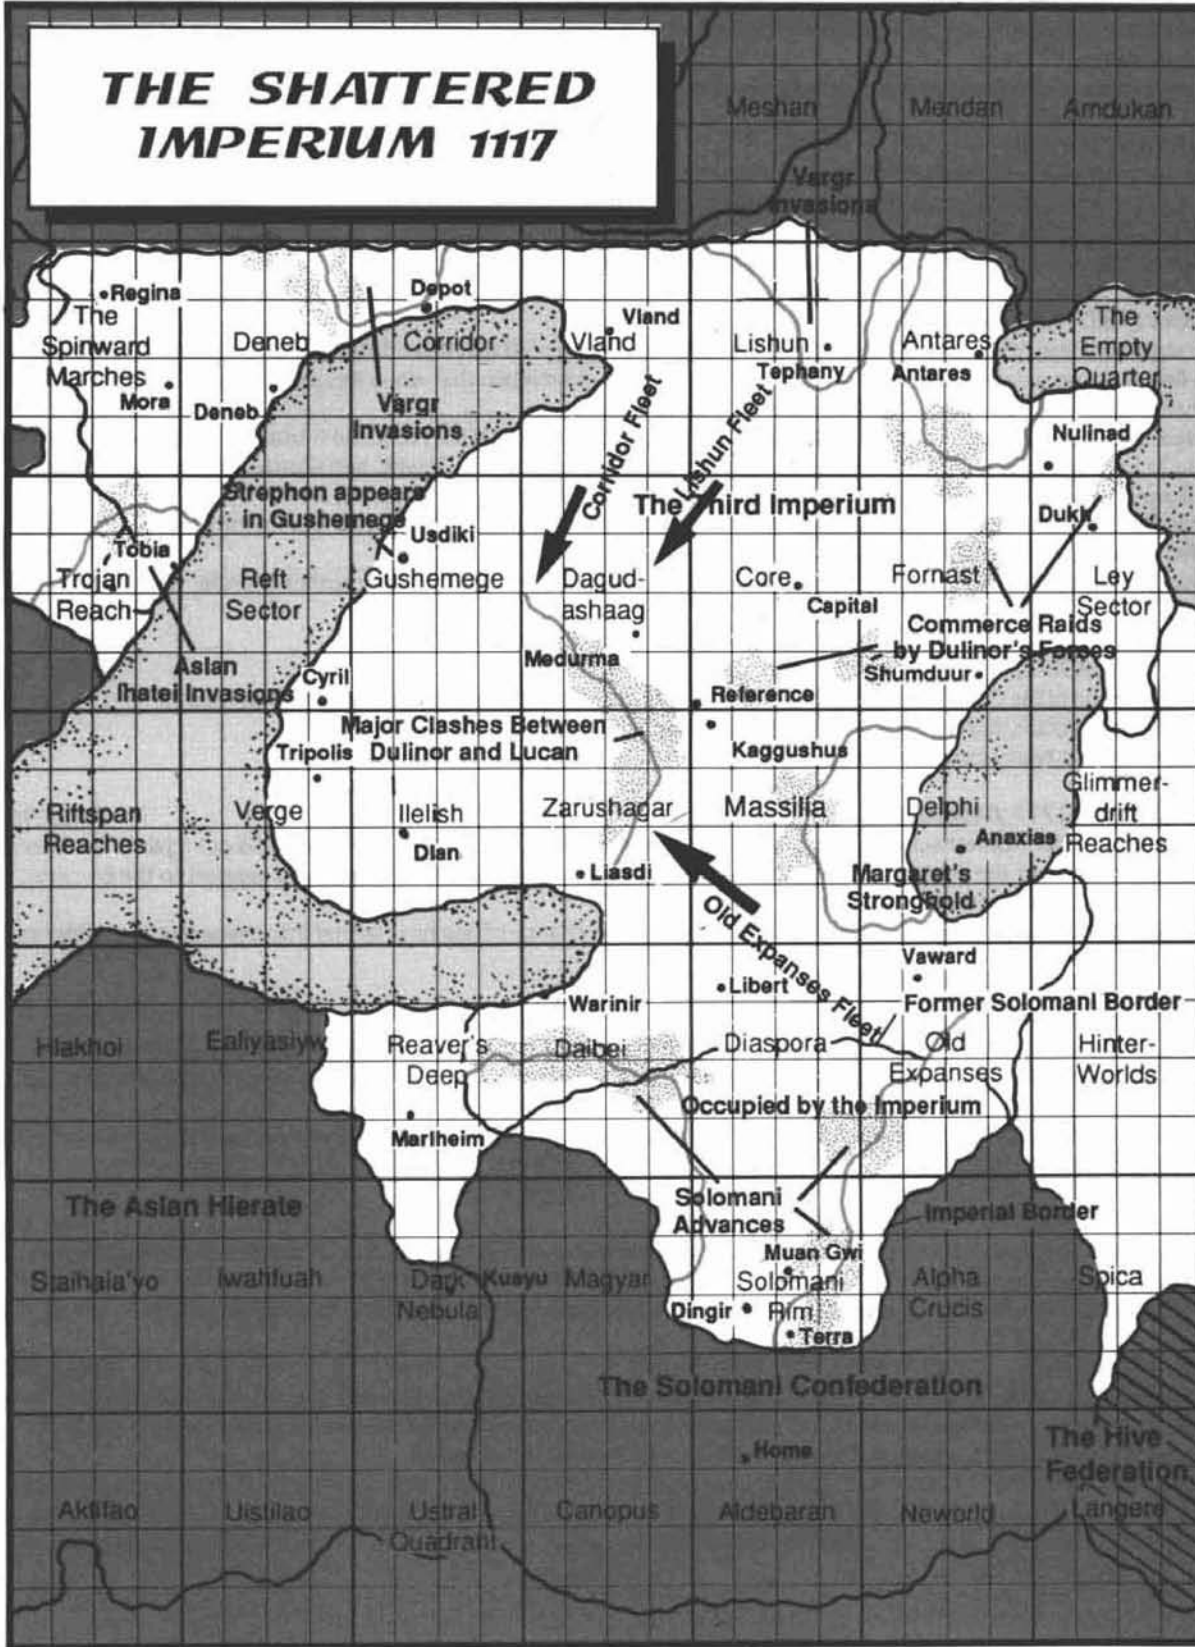 THE SHATTERED
IMPERIUM 1117
Meshan
Mendan
Amdukan
Vargr
Invasions
Regina
The
Spinward
Marches
Mora
Deneb
Deneb
Depot
Corridor
Vland
Vland
Lishun
Tephany
Antares
Antares
The
Empty
Quarter
Vargr
Invasions
Corridor Fleet
Lishun Fleet
Nulinad
Strephon appears
in Gushemege
The Third Imperium
Usdiki
Dukh
Tobia
Trojan
Reach
Reft
Sector
Gushemege
Dagud-
ashaag
Core
Capital
Fornast
Ley
Sector
Commerce Raids
by Dulinor's Forces
Aslan
Ihatei Invasions
Cyril
Medurma
Shumduur
Reference
Major Clashes Between
Dulinor and Lucan
Tripolis
Kaggushus
Riftspan
Reaches
Verge
Ilelish
Dlan
Zarushagar
Massilia
Delphi
Anaxias
Glimmer-
drift
Reaches
Liasdi
Margaret's
Stronghold
Old Expanses Fleet
Vaward
Libert
Warinir
Former Solomani Border
Hlakhoi
Ealiyasiyw
Reaver's
Deep
Daibei
Diaspora
Old
Expanses
Hinter-
Worlds
Occupied by the Imperium
Marlheim
The Aslan Hierate
Solomani
Advances
Imperial Border
Muan Gwi
Staihaia'yo
Iwahfuah
Dark
Nebula
Kuayu
Magyar
Solomani
Rim
Dingir
Terra
Alpha
Crucis
Spica
The Solomani Confederation
Home
The Hive
Federation
Aktifao
Uistilao
Ustral
Quadrant
Canopus
Aldebaran
Neworld
Langere